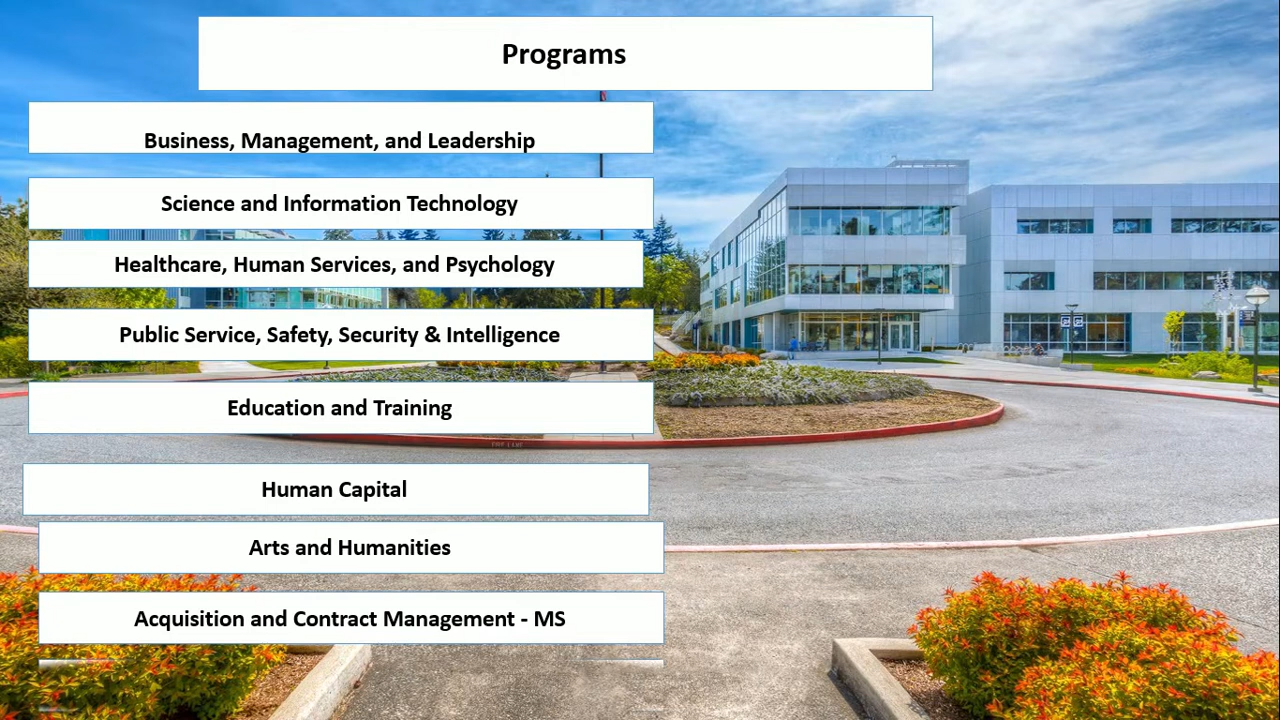 Programs
Business, Management, and Leadership
Science and Information Technology
Healthcare, Human Services, and Psychology
Public Service, Safety, Security & Intelligence
Education and Training
Human Capital
Arts and Humanities
Acquisition and Contract Management - MS